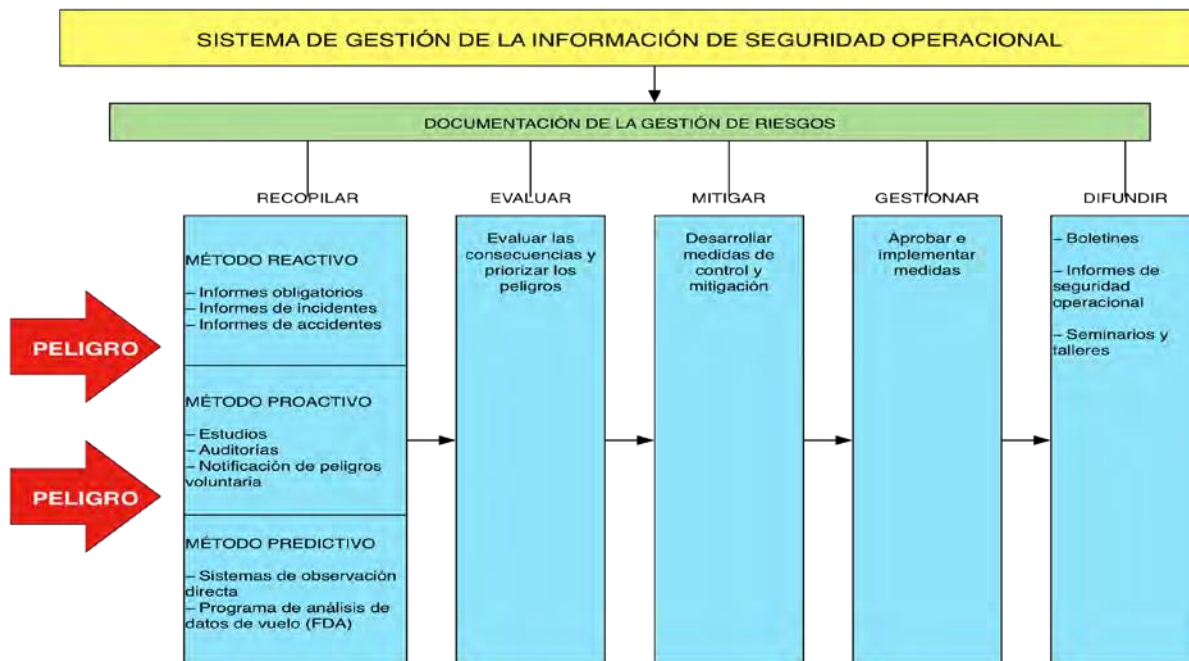 SISTEMA DE GESTIÓN DE LA INFORMACIÓN DE SEGURIDAD OPERACIONAL
DOCUMENTACIÓN DE LA GESTIÓN DE RIESGOS
RECOPILAR
EVALUAR
MITIGAR
GESTIONAR
DIFUNDIR
PELIGRO
PELIGRO
MÉTODO REACTIVO
– Informes obligatorios
– Informes de incidentes
– Informes de accidentes
MÉTODO PROACTIVO
– Estudios
– Auditorías
– Notificación de peligros
voluntaria
MÉTODO PREDICTIVO
– Sistemas de observación
directa
– Programa de análisis de
datos de vuelo (FDA)
Evaluar las
consecuencias y
priorizar los
peligros
Desarrollar
medidas de
control y
mitigación
Aprobar e
implementar
medidas
– Boletines
– Informes de
seguridad
operacional
– Seminarios y
talleres